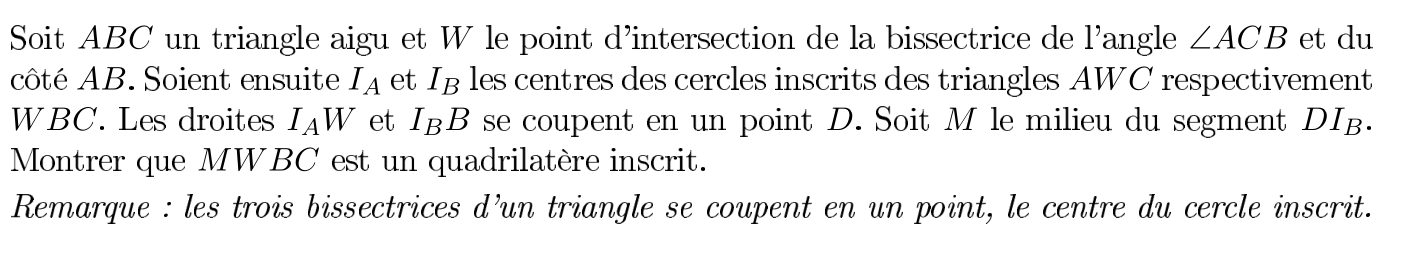 Soit ABC un triangle aigu et W le point d'intersection de la bissectrice de l'angle ∠ACB et du
côté AB. Soient ensuite I_A et I_B les centres des cercles inscrits des triangles AWC respectivement
WBC. Les droites I_AW et I_BB se coupent en un point D. Soit M le milieu du segment DI_B.
Montrer que MWBC est un quadrilatère inscrit.
Remarque : les trois bissectrices d'un triangle se coupent en un point, le centre du cercle inscrit.